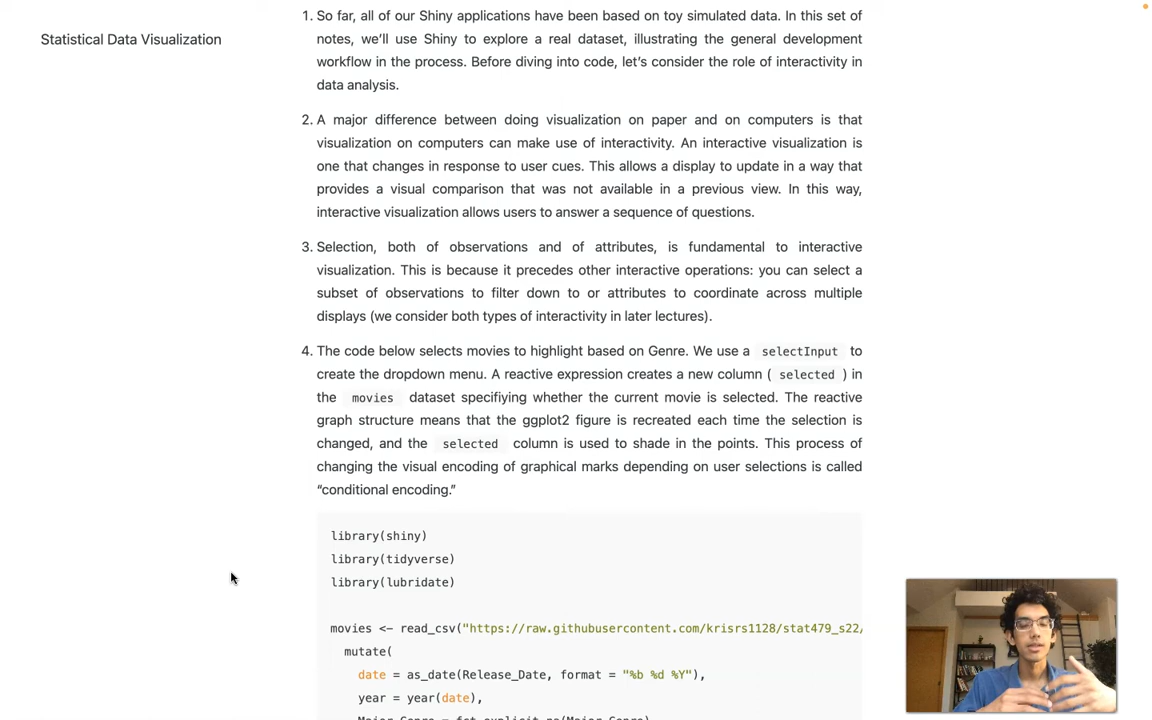 Statistical Data Visualization
1. So far, all of our Shiny applications have been based on toy simulated data. In this set of
notes, we’ll use Shiny to explore a real dataset, illustrating the general development
workflow in the process. Before diving into code, let’s consider the role of interactivity in
data analysis.
2. A major difference between doing visualization on paper and on computers is that
visualization on computers can make use of interactivity. An interactive visualization is
one that changes in response to user cues. This allows a display to update in a way that
provides a visual comparison that was not available in a previous view. In this way,
interactive visualization allows users to answer a sequence of questions.
3. Selection, both of observations and of attributes, is fundamental to interactive
visualization. This is because it precedes other interactive operations: you can select a
subset of observations to filter down to or attributes to coordinate across multiple
displays (we consider both types of interactivity in later lectures).
4. The code below selects movies to highlight based on Genre. We use a selectInput to
create the dropdown menu. A reactive expression creates a new column ( selected ) in
the movies dataset specifiying whether the current movie is selected. The reactive
graph structure means that the ggplot2 figure is recreated each time the selection is
changed, and the selected column is used to shade in the points. This process of
changing the visual encoding of graphical marks depending on user selections is called
“conditional encoding.”
library(shiny)
library(tidyverse)
library(lubridate)
movies <- read_csv("https://raw.githubusercontent.com/krisrs1128/stat479_s22/
mutate(
date = as_date(Release_Date, format = "%b %d %Y"),
year = year(date),
Major_Genre = fct_explicit_na(Major_Genre)